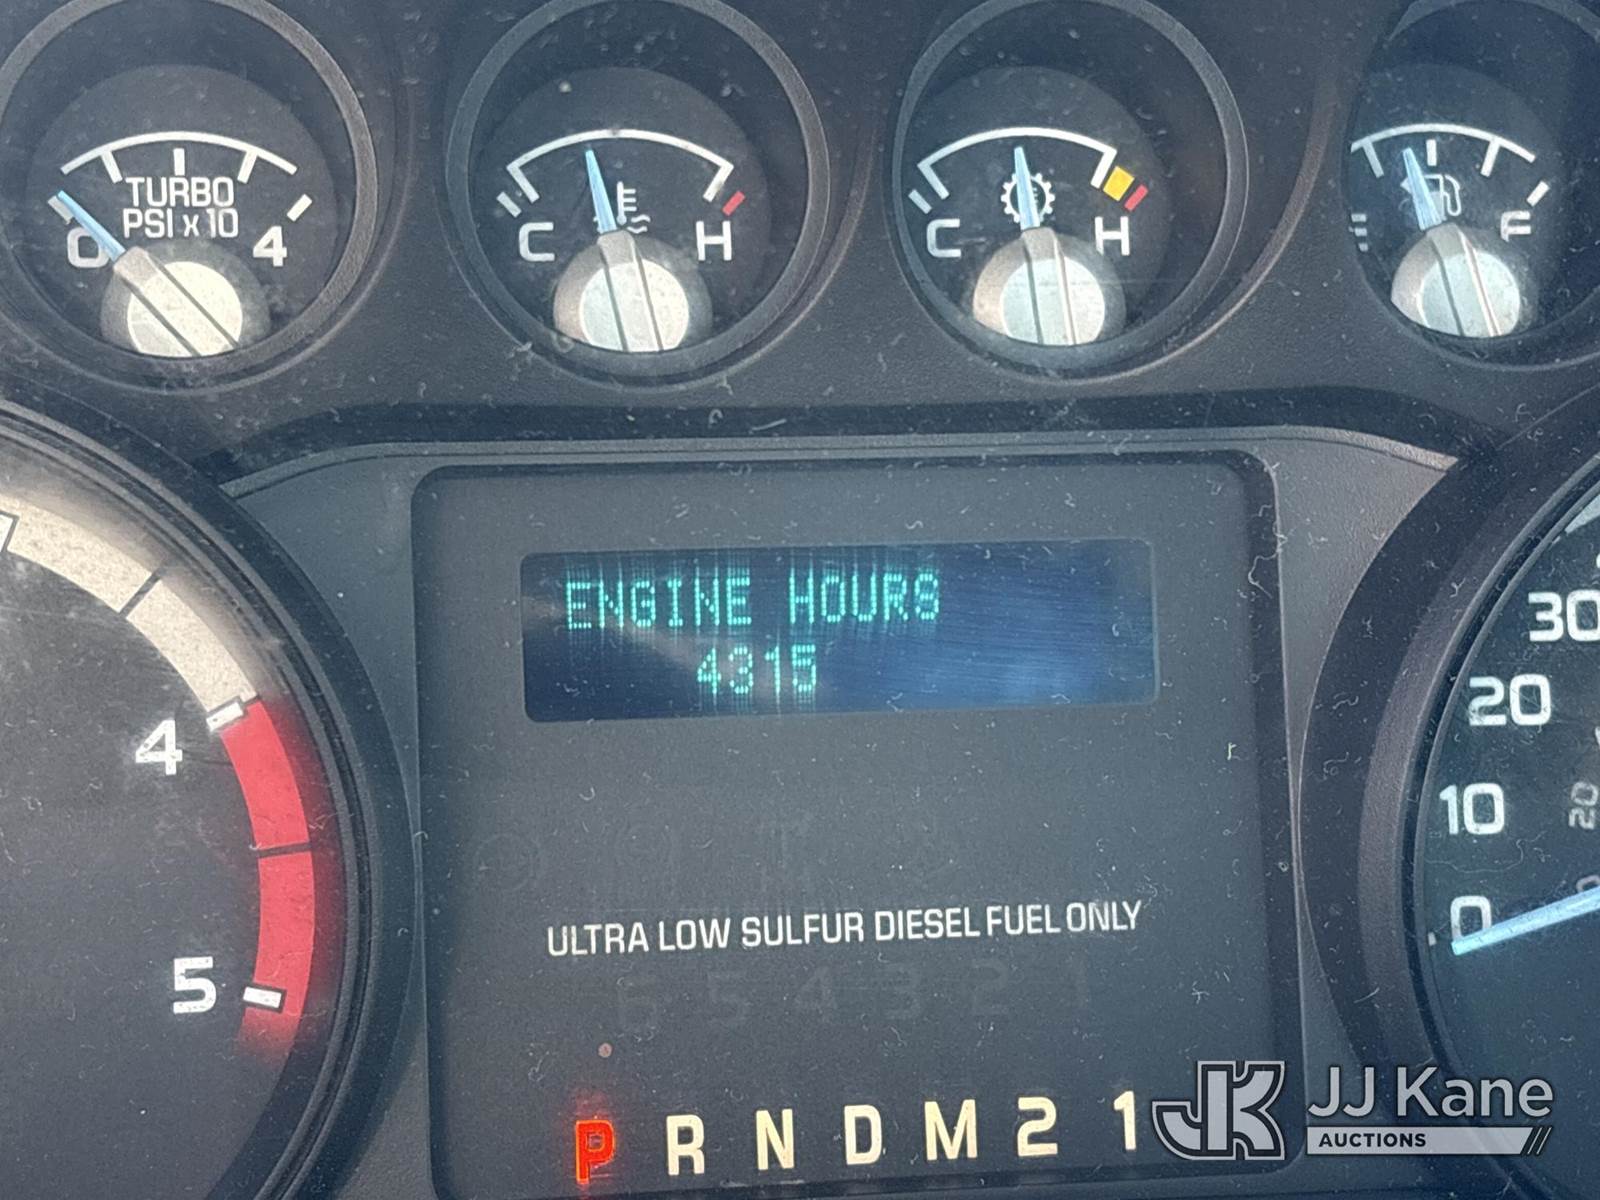 TURBO
PSI x 10
0 4
C H
C H
F
ENGINE HOURS
4315
4
5
30
20
10
0
20
ULTRA LOW SULFUR DIESEL FUEL ONLY
6 5 4 3 2 1
P R N D M 2 1
JK JJ Kane
AUCTIONS